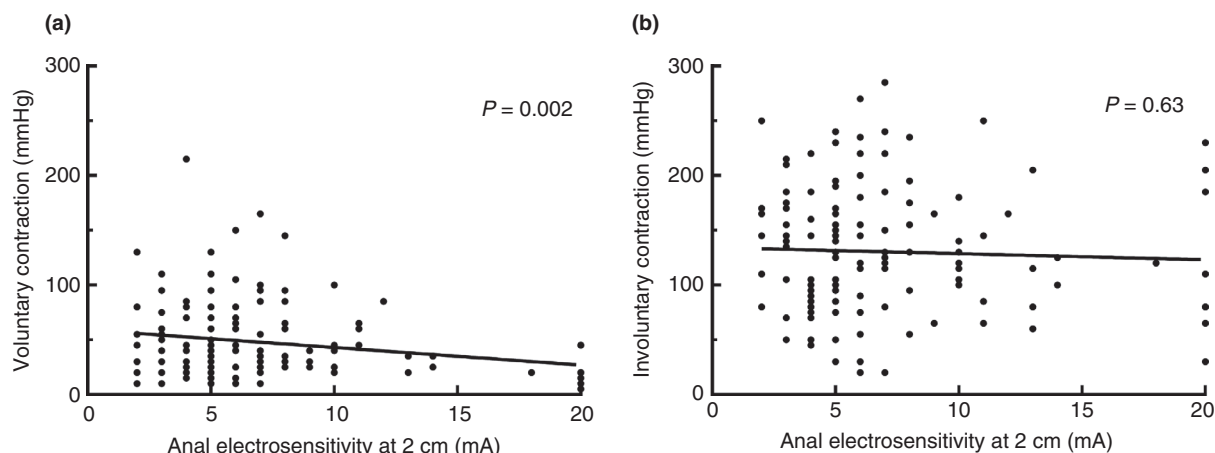 (a)
300
200
100
0
Voluntary contraction (mmHg)
P = 0.002
0 5 10 15 20
Anal electrosensitivity at 2 cm (mA)
(b)
300
200
100
0
Involuntary contraction (mmHg)
P = 0.63
0 5 10 15 20
Anal electrosensitivity at 2 cm (mA)